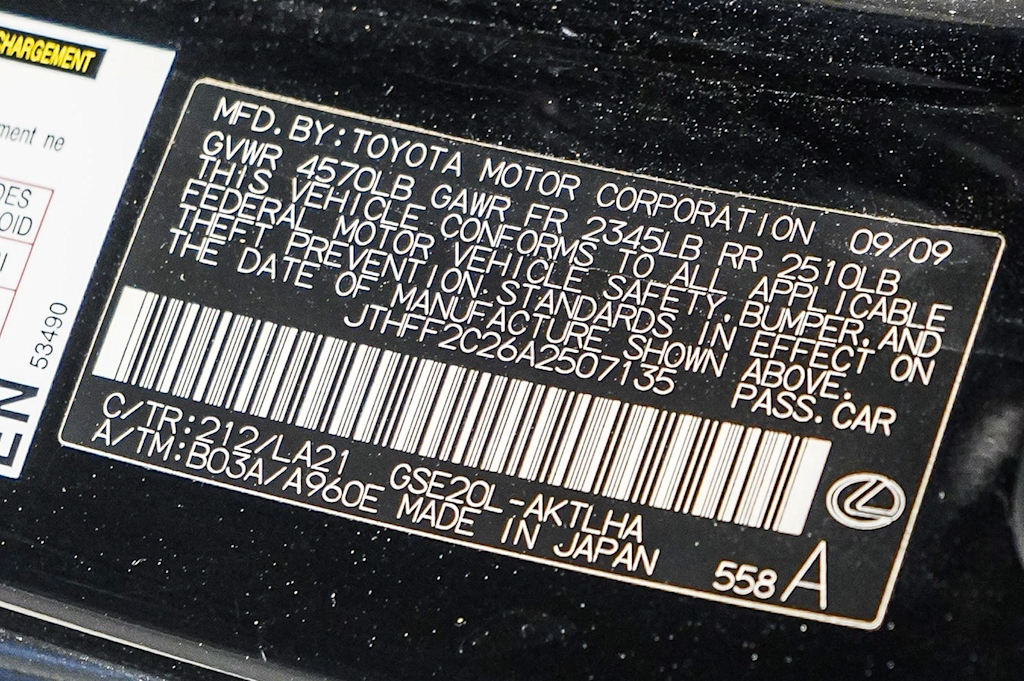 CHARGEMENT
ment ne
DES
OID
53490
EN
MFD. BY: TOYOTA MOTOR CORPORATION 09/09
GVWR 4570LB GAWR FR 2345LB RR 2510LB
THIS VEHICLE CONFORMS TO ALL APPLICABLE
FEDERAL MOTOR VEHICLE SAFETY, BUMPER, AND
THEFT PREVENTION STANDARDS IN EFFECT ON
THE DATE OF MANUFACTURE SHOWN ABOVE.
JTHFF2C26A2507135 PASS. CAR
C/TR: 212/LA21 GSE20L-AKTLHA
A/TM: B03A/A960E MADE IN JAPAN
558 A